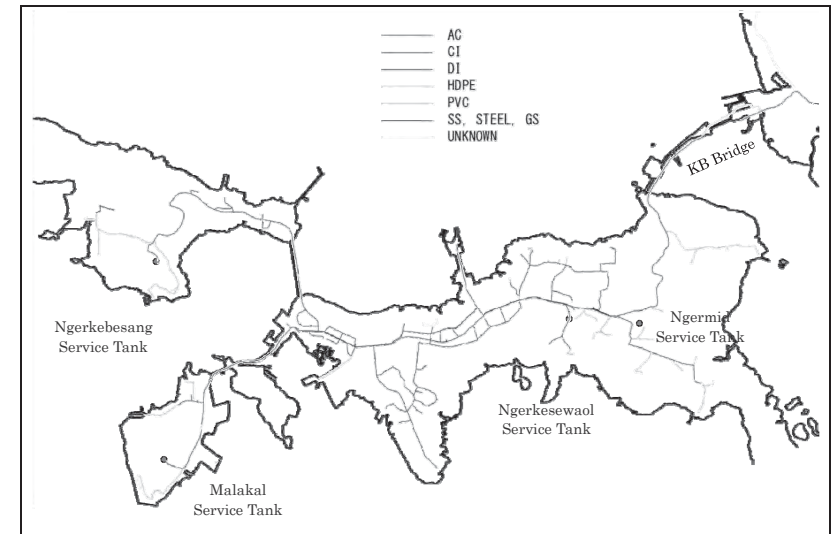 AC
CI
DI
HDPE
PVC
SS, STEEL, GS
UNKNOWN
KB Bridge
Ngerkebesang
Service Tank
Ngermid
Service Tank
Ngerkesewaol
Service Tank
Malakal
Service Tank